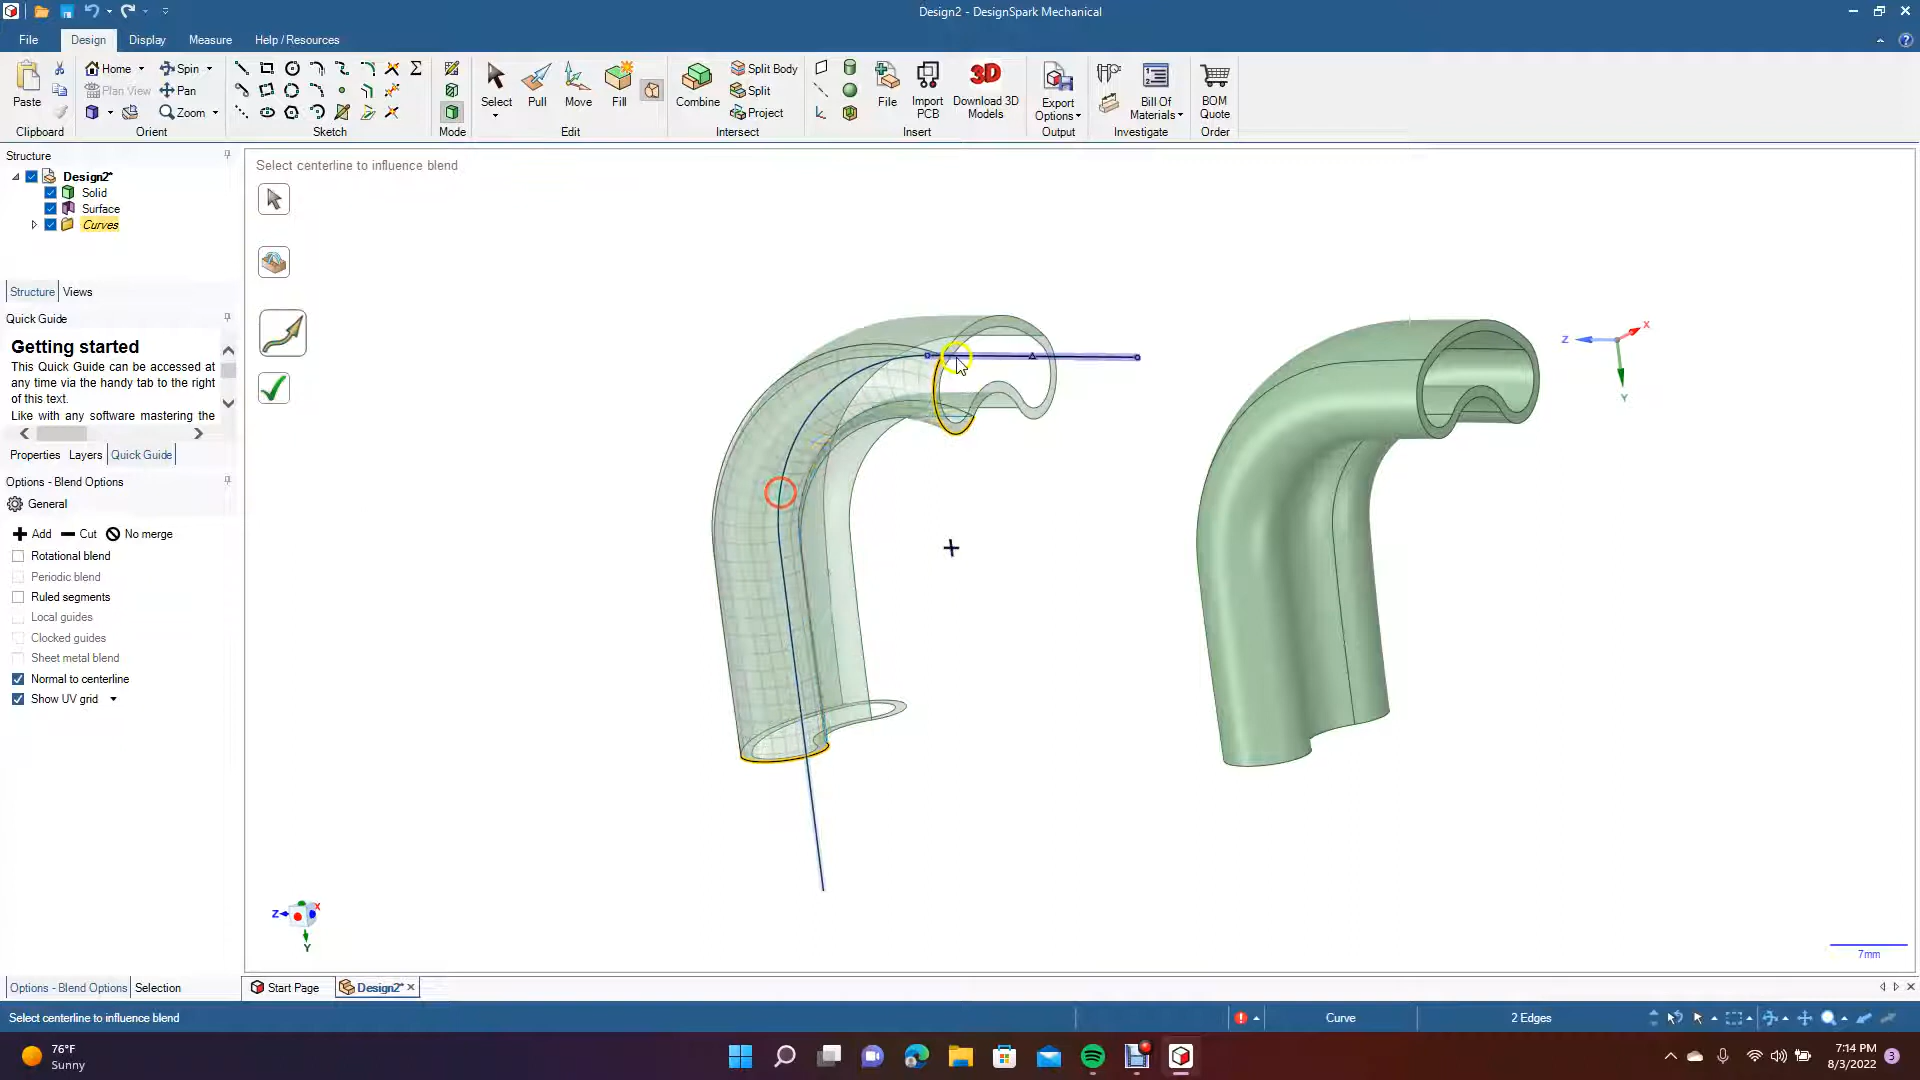 Design2 - DesignSpark Mechanical
File Design Display Measure Help / Resources
Paste
Clipboard
Home Spin
Plan View Pan
Zoom
Orient
Sketch
Mode
Select Pull Move Fill
Edit
Combine
Split Body
Split
Project
Intersect
File
Import PCB
3D
Download 3D Models
Insert
Export Options
Output
Bill Of Materials
Investigate
BOM Quote
Order
Structure
Design2*
Solid
Surface
Curves
Structure Views
Quick Guide
Getting started
This Quick Guide can be accessed at
any time via the handy tab to the right
of this text.
Like with any software mastering the
Properties Layers Quick Guide
Options - Blend Options
General
Add Cut No merge
Rotational blend
Periodic blend
Ruled segments
Local guides
Clocked guides
Sheet metal blend
Normal to centerline
Show UV grid
Select centerline to influence blend
Z X
Y
Z X
Y
7mm
Options - Blend Options Selection
Start Page Design2*
Select centerline to influence blend
Curve
2 Edges
76°F
Sunny
7:14 PM
8/3/2022
3